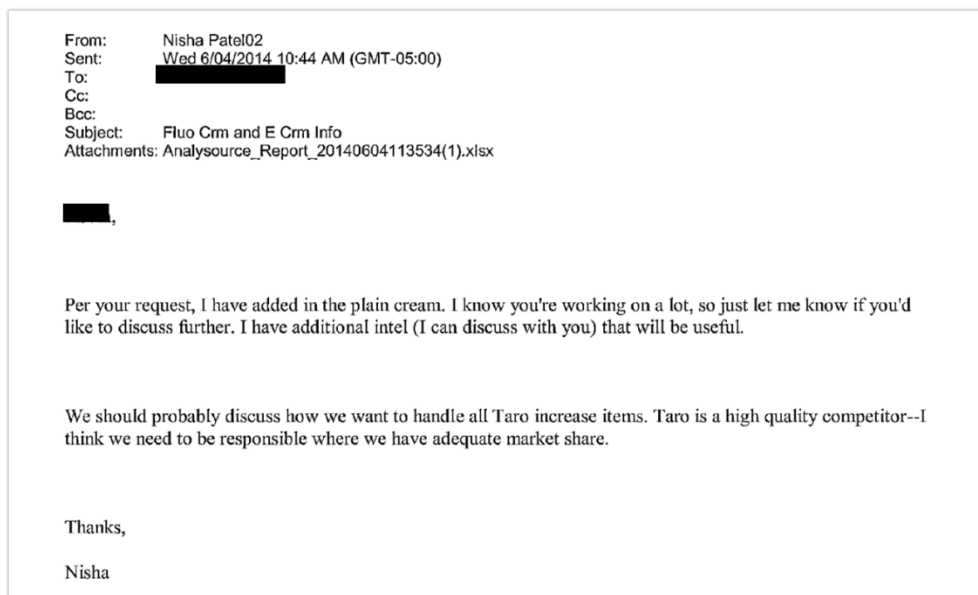 From: Nisha Patel02
Sent: Wed 6/04/2014 10:44 AM (GMT-05:00)
To:
Cc:
Bcc:
Subject: Fluo Crm and E Crm Info
Attachments: Analysource_Report_20140604113534(1).xlsx
,
Per your request, I have added in the plain cream. I know you're working on a lot, so just let me know if you'd
like to discuss further. I have additional intel (I can discuss with you) that will be useful.
We should probably discuss how we want to handle all Taro increase items. Taro is a high quality competitor--I
think we need to be responsible where we have adequate market share.
Thanks,
Nisha